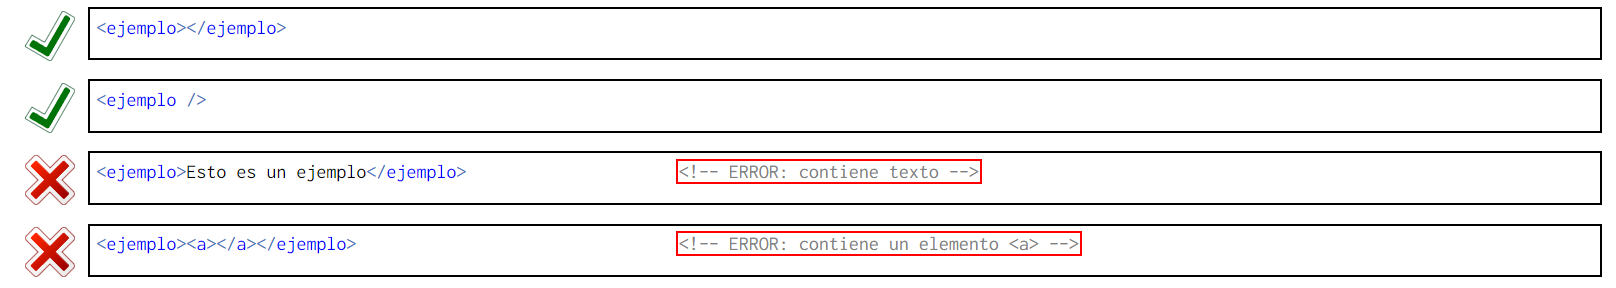 <ejemplo></ejemplo>
<ejemplo />
<ejemplo>Esto es un ejemplo</ejemplo> <!-- ERROR: contiene texto -->
<ejemplo><a></a></ejemplo> <!-- ERROR: contiene un elemento <a> -->